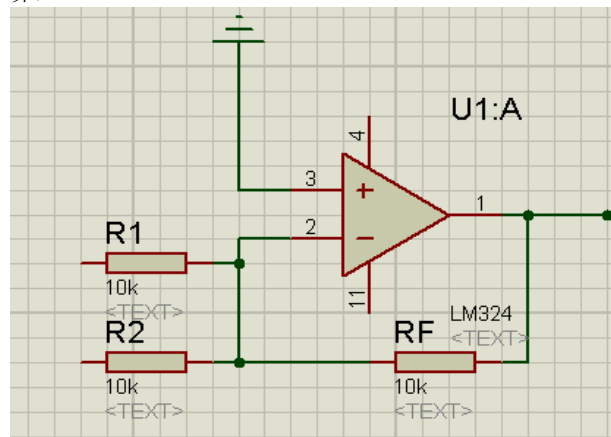 U1:A
4
3
+
1
2
−
R1
10k
<TEXT>
11
LM324
<TEXT>
R2
10k
<TEXT>
RF
10k
<TEXT>